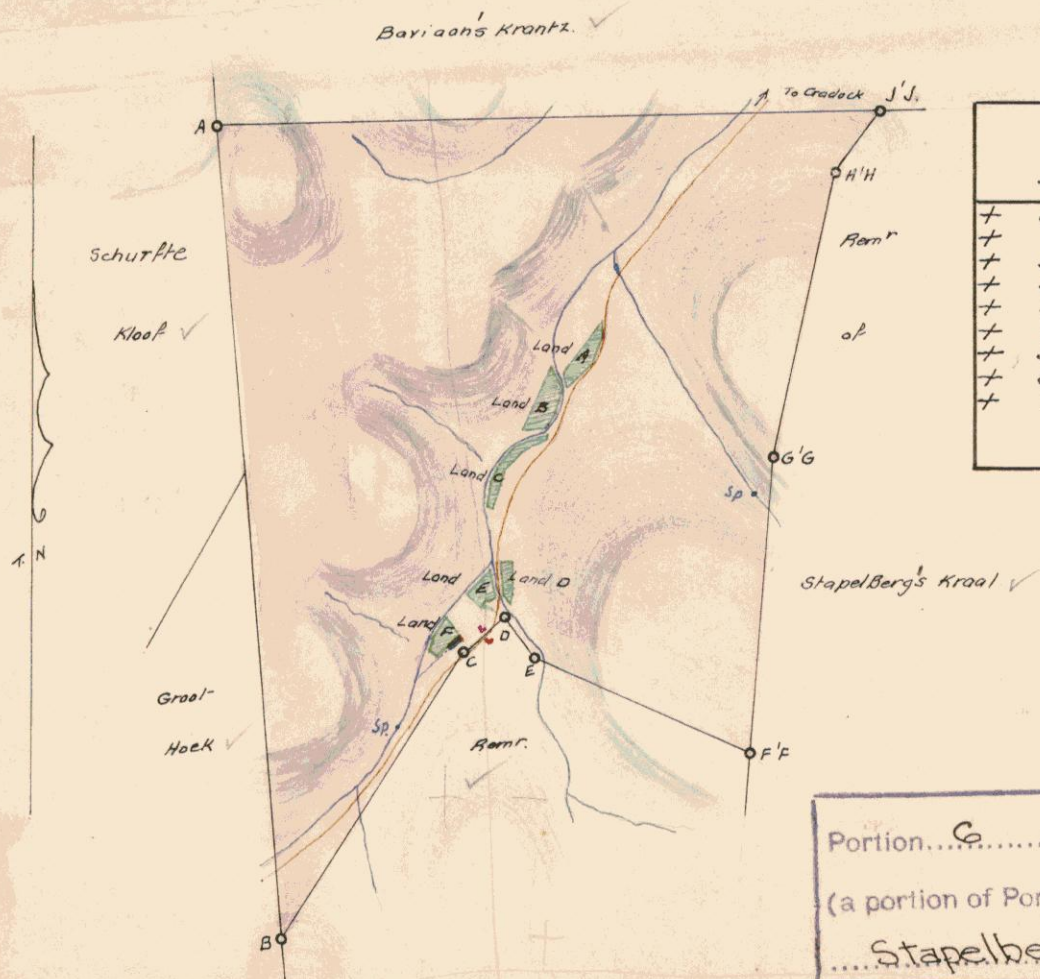 Baviaan's Krantz.
To Cradock
J'J.
A
H'H
Schurfte
Kloof
Remr
of
Land A
Land B
Land C
G'G
Sp.
T. N
Land E
Land D
Stapelberg's Kraal
Land F
D
C
E
Groot-
Hoek
Sp.
Remr.
F'F
B
Portion....6.....
(a portion of Por
....Stapelbe